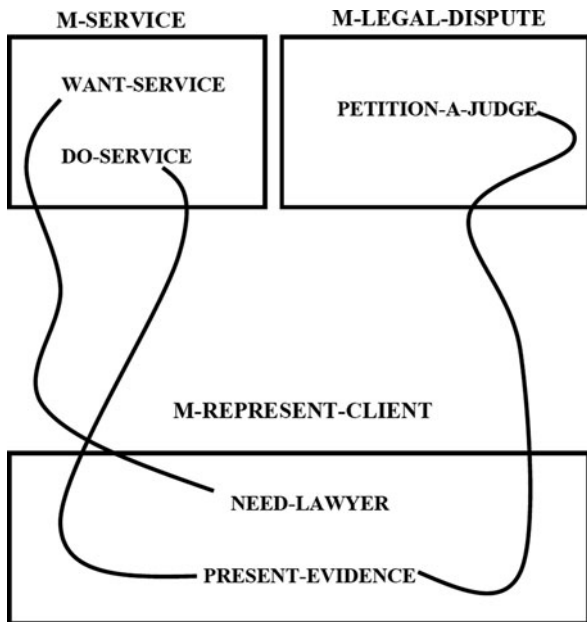 M-SERVICE
M-LEGAL-DISPUTE
WANT-SERVICE
DO-SERVICE
PETITION-A-JUDGE
M-REPRESENT-CLIENT
NEED-LAWYER
PRESENT-EVIDENCE